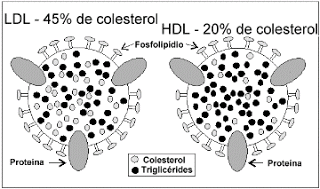 LDL - 45% de colesterol
HDL - 20% de colesterol
Fosfolipídio
Proteína
Colesterol
Triglicérides
Proteína